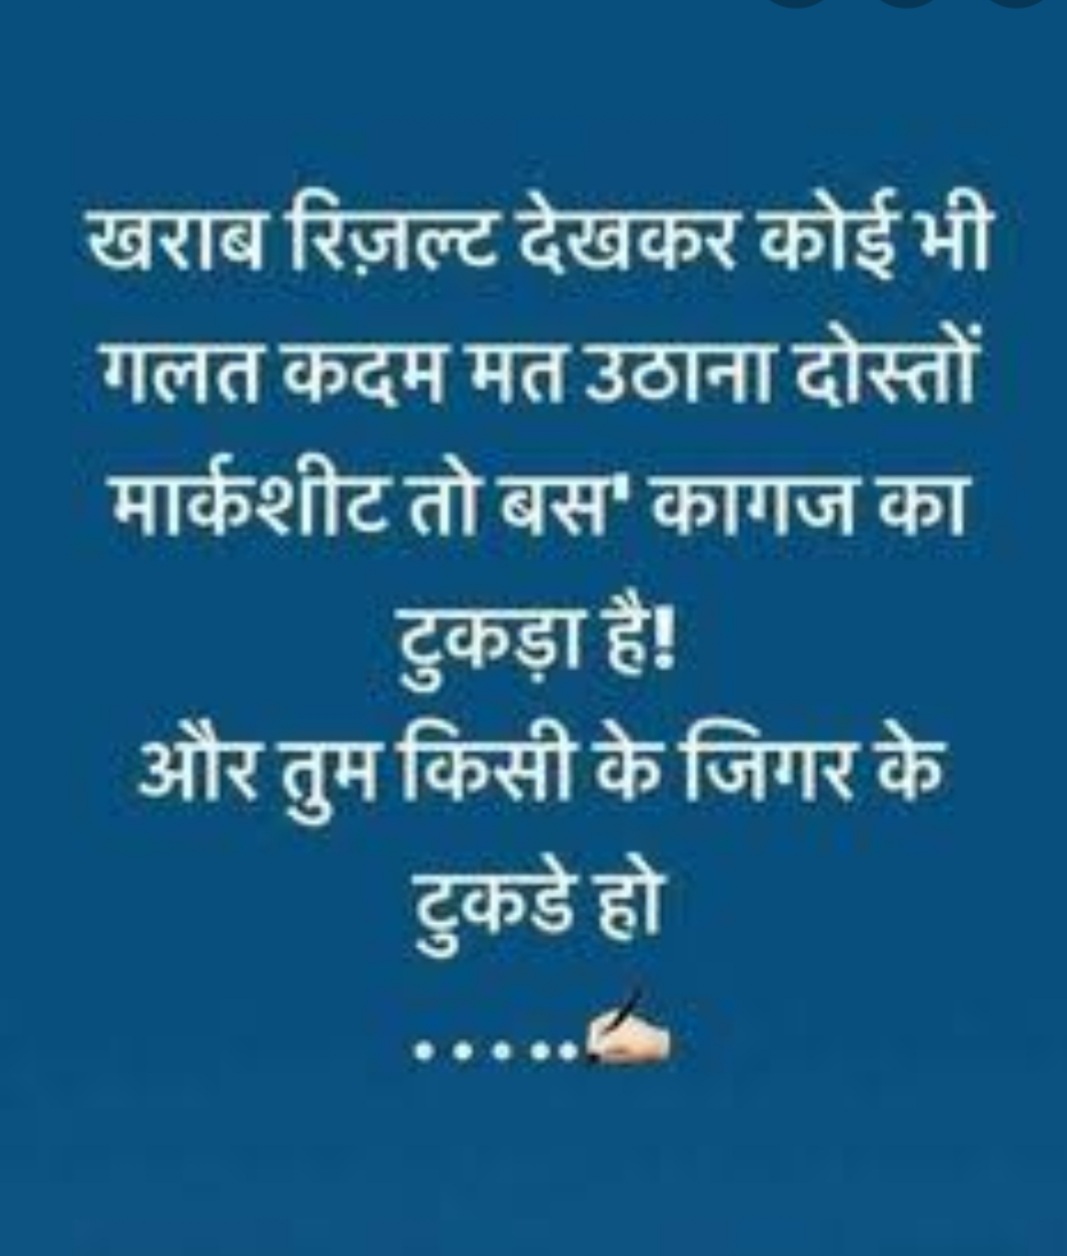 खराब रिज़ल्ट देखकर कोई भी
गलत कदम मत उठाना दोस्तों
मार्कशीट तो बस' कागज का
टुकड़ा है!
और तुम किसी के जिगर के
टुकडे हो
.....✍🏻